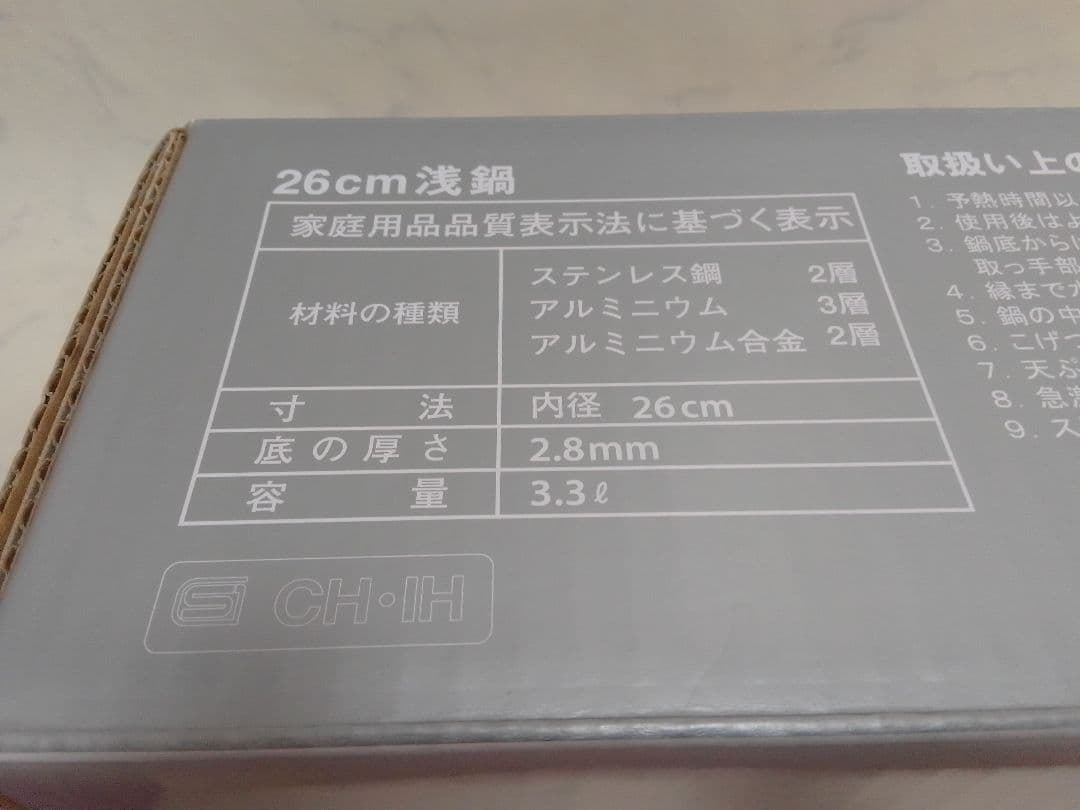 26cm浅鍋
家庭用品品質表示法に基づく表示
材料の種類
ステンレス鋼 2層
アルミニウム 3層
アルミニウム合金 2層
寸法 内径 26cm
底の厚さ 2.8mm
容量 3.3ℓ
CH・IH
取扱い上の
1. 予熱時間以
2. 使用後はよ
3. 鍋底から
取っ手部
4. 縁まで水
5. 鍋の中
6. こげつ
7. 天ぷ
8. 急激
9. ス